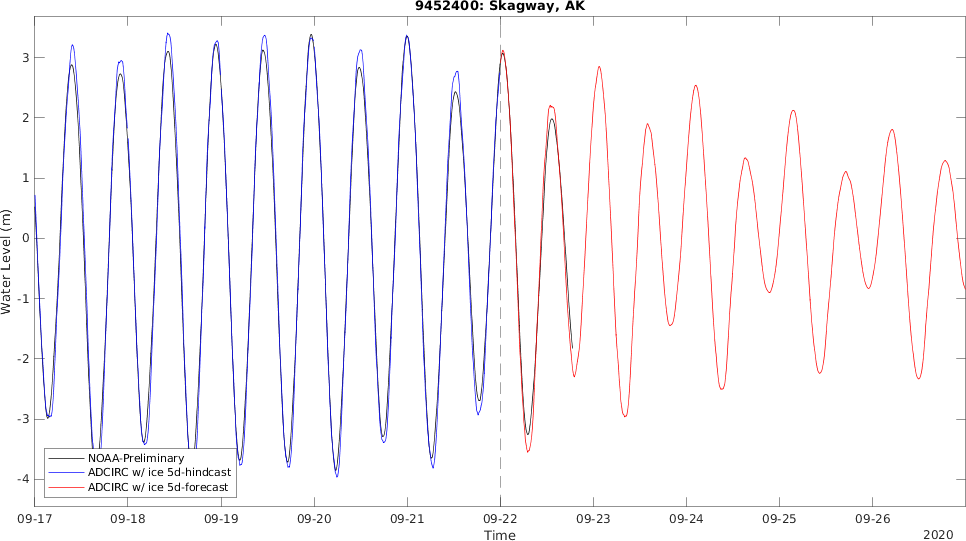 9452400: Skagway, AK
Water Level (m)
3
2
1
0
-1
-2
-3
-4
NOAA-Preliminary
ADCIRC w/ ice 5d-hindcast
ADCIRC w/ ice 5d-forecast
09-17 09-18 09-19 09-20 09-21 09-22 09-23 09-24 09-25 09-26
Time
2020